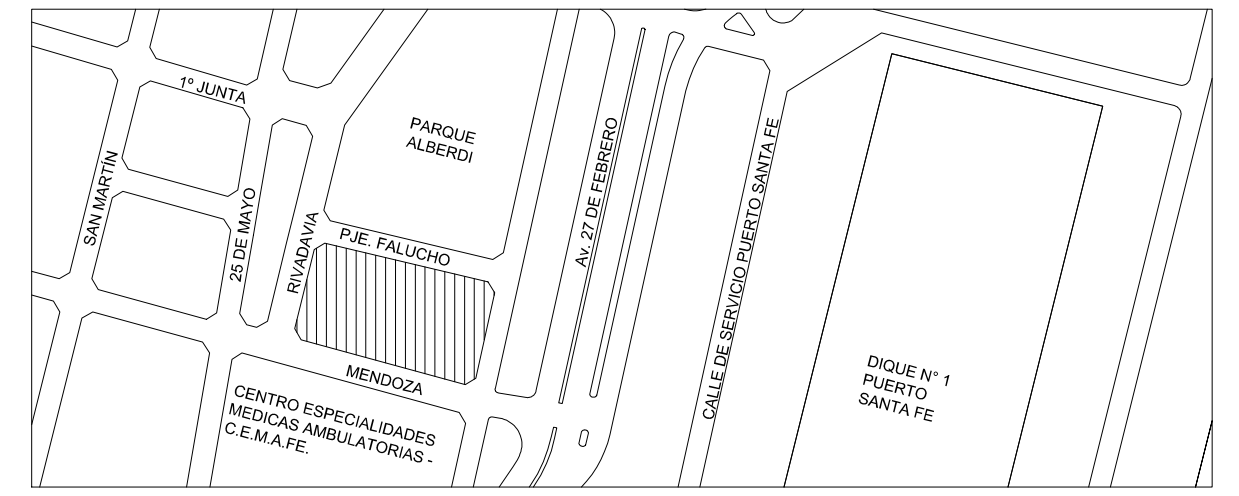 1º JUNTA
PARQUE
ALBERDI
SAN MARTÍN
25 DE MAYO
RIVADAVIA
PJE. FALUCHO
Av. 27 DE FEBRERO
CALLE DE SERVICIO PUERTO SANTA FE
MENDOZA
CENTRO ESPECIALIDADES
MEDICAS AMBULATORIAS -
C.E.M.A.FE.
DIQUE N° 1
PUERTO
SANTA FE